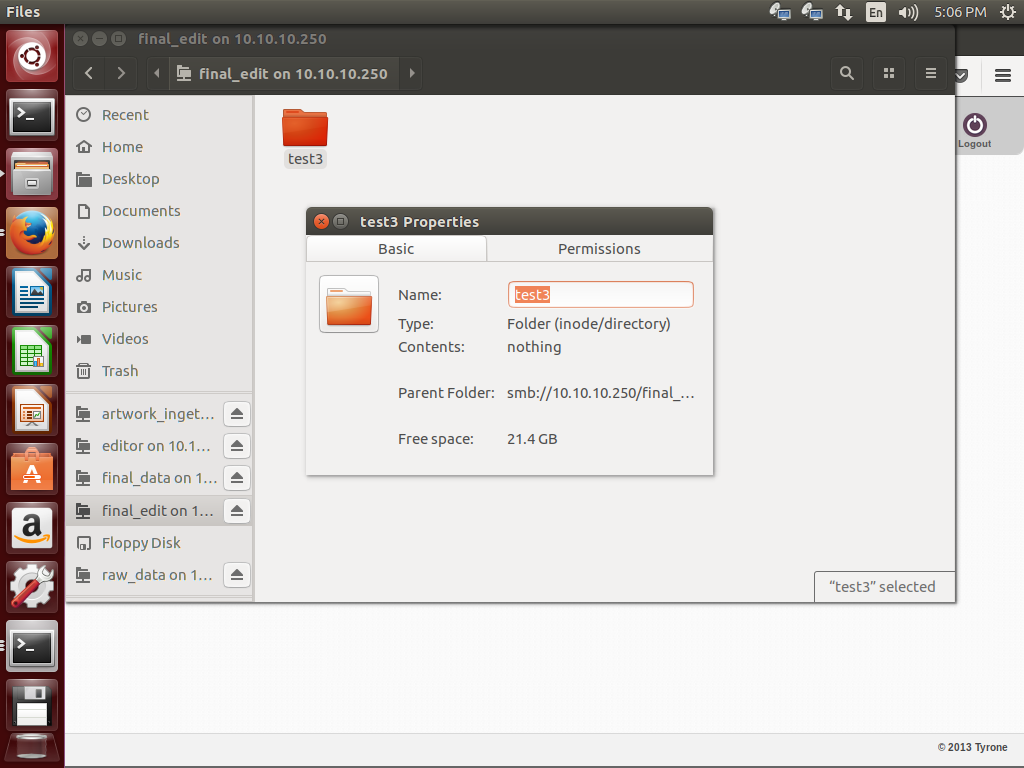 Files
En
5:06 PM
final_edit on 10.10.10.250
final_edit on 10.10.10.250
Recent
Home
Desktop
Documents
Downloads
Music
Pictures
Videos
Trash
artwork_inget...
editor on 10.1...
final_data on 1...
final_edit on 1...
Floppy Disk
raw_data on 1...
test3
test3 Properties
Basic
Permissions
Name:
test3
Type:
Folder (inode/directory)
Contents:
nothing
Parent Folder:
smb://10.10.10.250/final_...
Free space:
21.4 GB
“test3” selected
Logout
© 2013 Tyrone